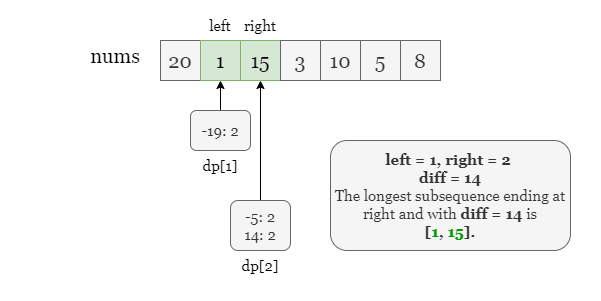 left right
nums 20 1 15 3 10 5 8
-19: 2
dp[1]
-5: 2
14: 2
dp[2]
left = 1, right = 2
diff = 14
The longest subsequence ending at
right and with diff = 14 is
[1, 15].